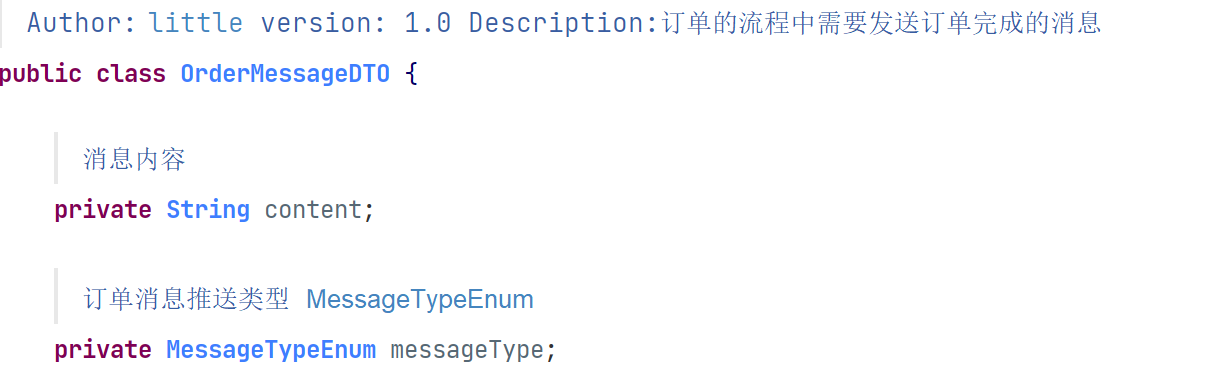 Author: little version: 1.0 Description:订单的流程中需要发送订单完成的消息
public class OrderMessageDTO {
消息内容
private String content;
订单消息推送类型 MessageTypeEnum
private MessageTypeEnum messageType;